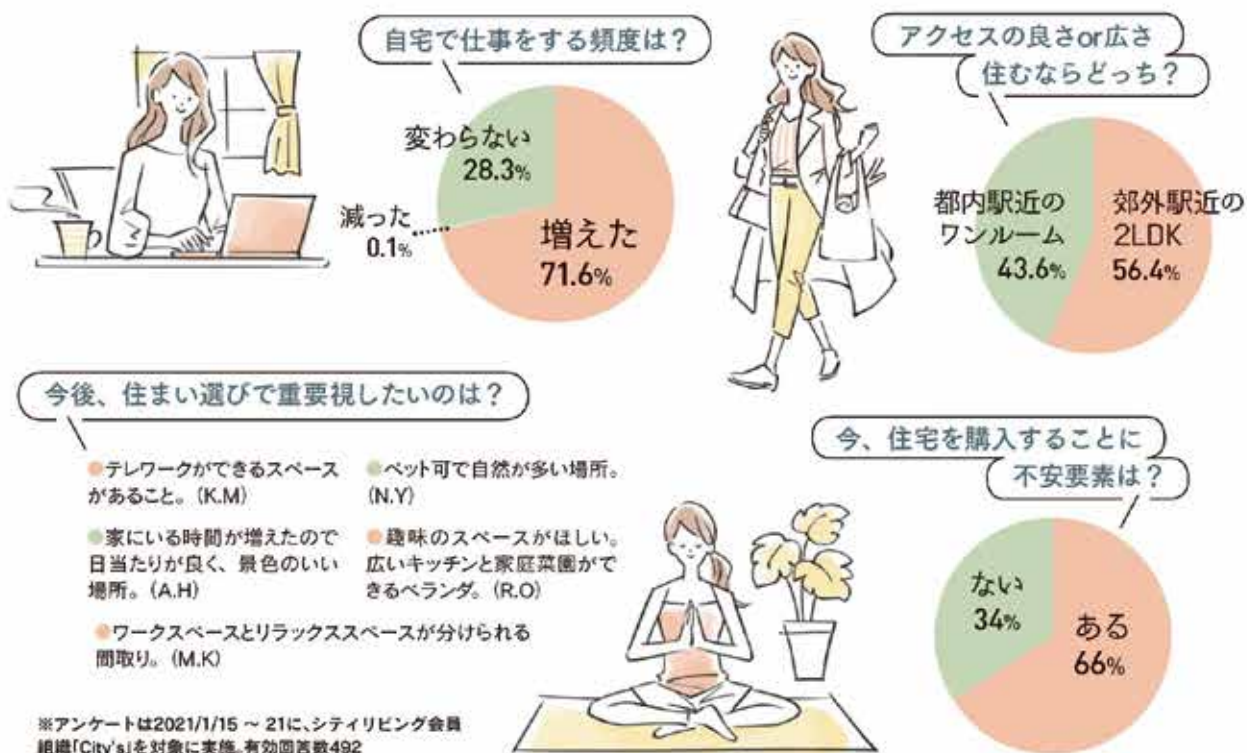 自宅で仕事をする頻度は？
変わらない
28.3%
減った
0.1%
増えた
71.6%
アクセスの良さor広さ
住むならどっち？
都内駅近の
ワンルーム
43.6%
郊外駅近の
2LDK
56.4%
今後、住まい選びで重要視したいのは？
●テレワークができるスペース
があること。（K.M）
●ペット可で自然が多い場所。
（N.Y）
●家にいる時間が増えたので
日当たりが良く、景色のいい
場所。（A.H）
●趣味のスペースがほしい。
広いキッチンと家庭菜園がで
きるベランダ。（R.O）
●ワークスペースとリラックススペースが分けられる
間取り。（M.K）
今、住宅を購入することに
不安要素は？
ない
34%
ある
66%
※アンケートは2021/1/15 ～ 21に、シティリビング会員
組織「City's」を対象に実施。有効回答数492